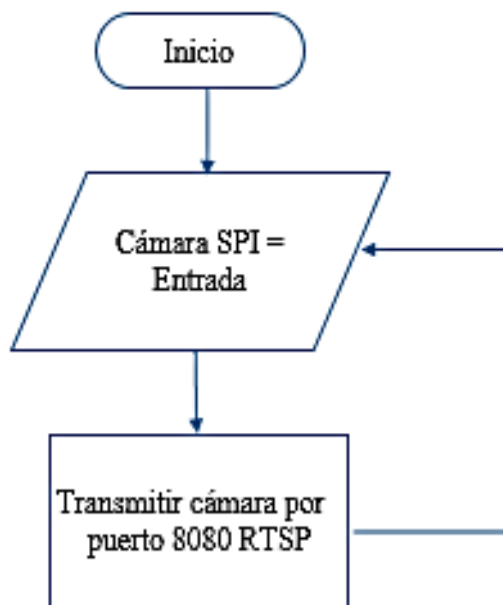 Inicio
Cámara SPI =
Entrada
Transmitir cámara por
puerto 8080 RTSP